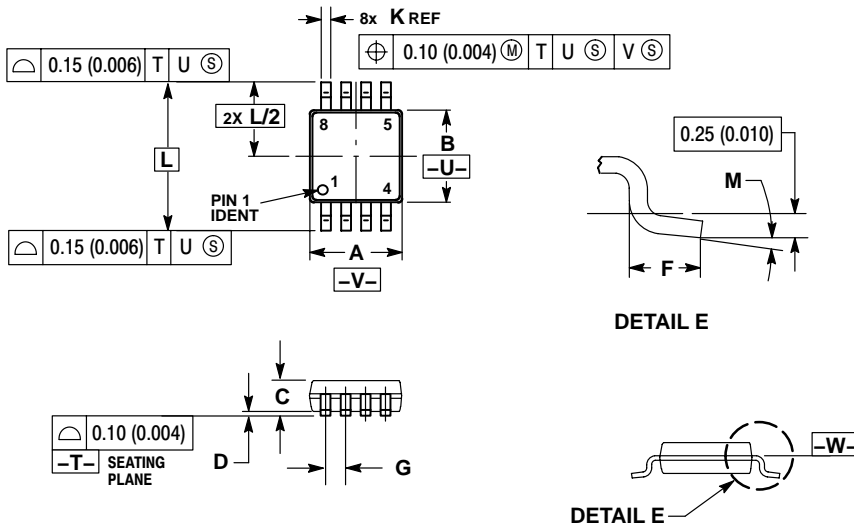 8x K REF
⌖ 0.10 (0.004) Ⓜ T U Ⓢ V Ⓢ
⌓ 0.15 (0.006) T U Ⓢ
2X L/2
8 5
B
–U–
L
PIN 1
IDENT
1
4
⌓ 0.15 (0.006) T U Ⓢ
A
–V–
0.25 (0.010)
M
F
DETAIL E
C
⌓ 0.10 (0.004)
–T– SEATING
PLANE
D
G
–W–
DETAIL E